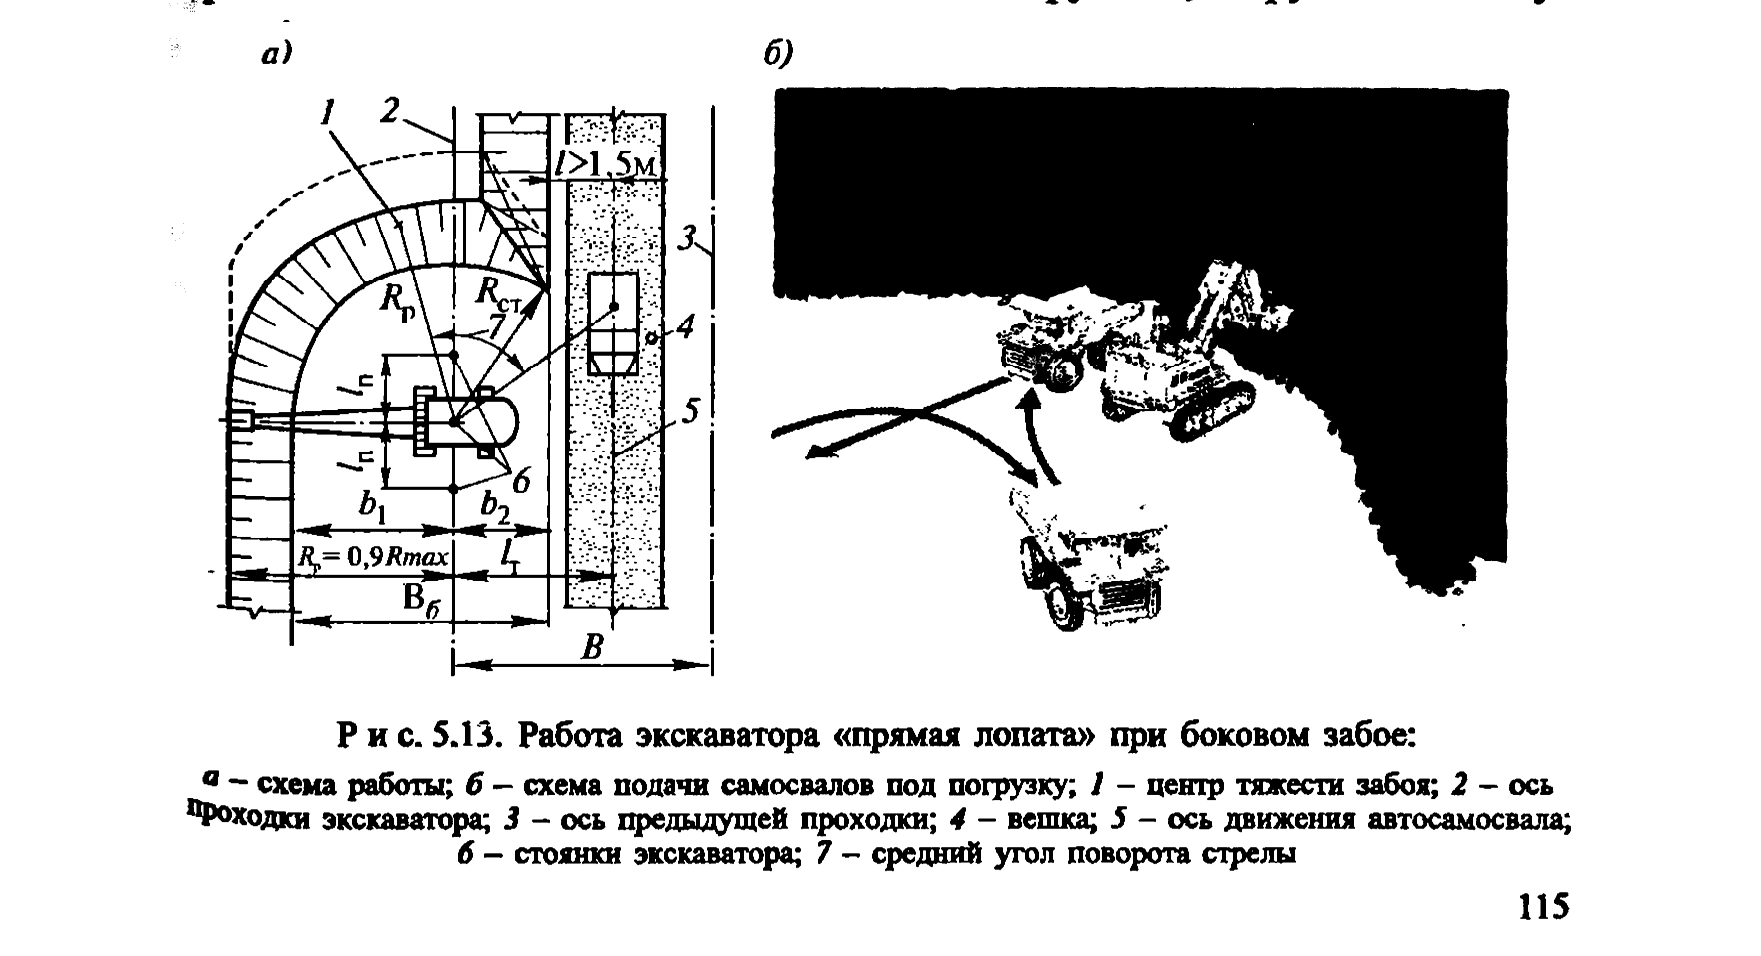 а) б)
1 2
l>1,5м
3
Rр Rст
7 4
lп
5
lп
6
b1 b2
Rр= 0,9Rmax lт
Bб
B
Р и с. 5.13. Работа экскаватора «прямая лопата» при боковом забое:
а – схема работы; б – схема подачи самосвалов под погрузку; 1 – центр тяжести забоя; 2 – ось
проходки экскаватора; 3 – ось предыдущей проходки; 4 – вешка; 5 – ось движения автосамосвала;
6 – стоянки экскаватора; 7 – средний угол поворота стрелы
115